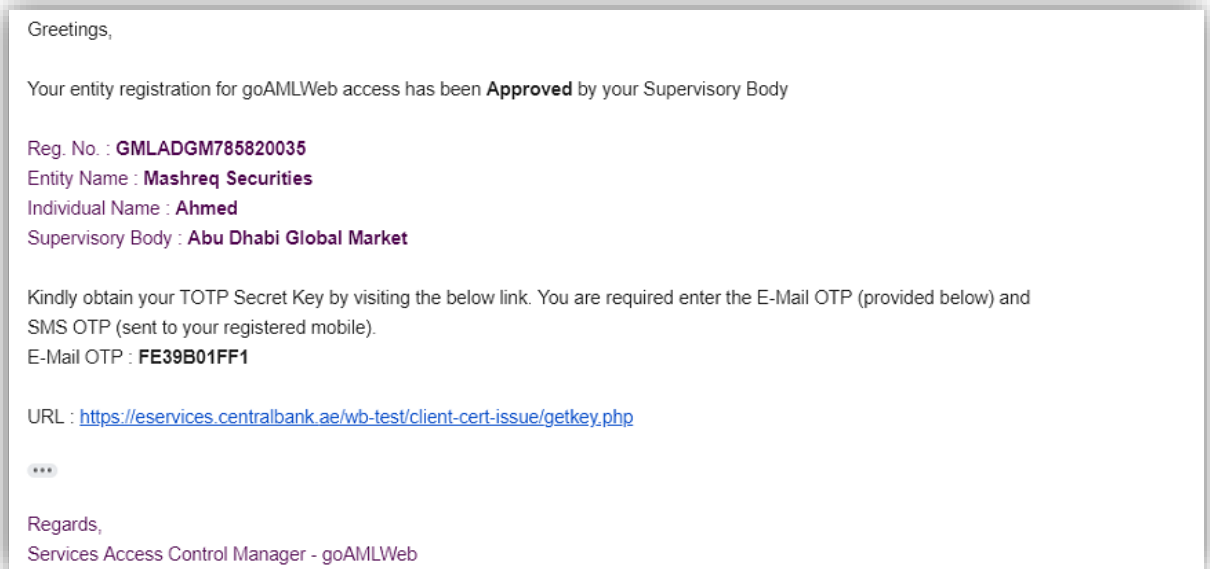 Greetings,
Your entity registration for goAMLWeb access has been Approved by your Supervisory Body
Reg. No. : GMLADGM785820035
Entity Name : Mashreq Securities
Individual Name : Ahmed
Supervisory Body : Abu Dhabi Global Market
Kindly obtain your TOTP Secret Key by visiting the below link. You are required enter the E-Mail OTP (provided below) and
SMS OTP (sent to your registered mobile).
E-Mail OTP : FE39B01FF1
URL : https://eservices.centralbank.ae/wb-test/client-cert-issue/getkey.php
Regards,
Services Access Control Manager - goAMLWeb